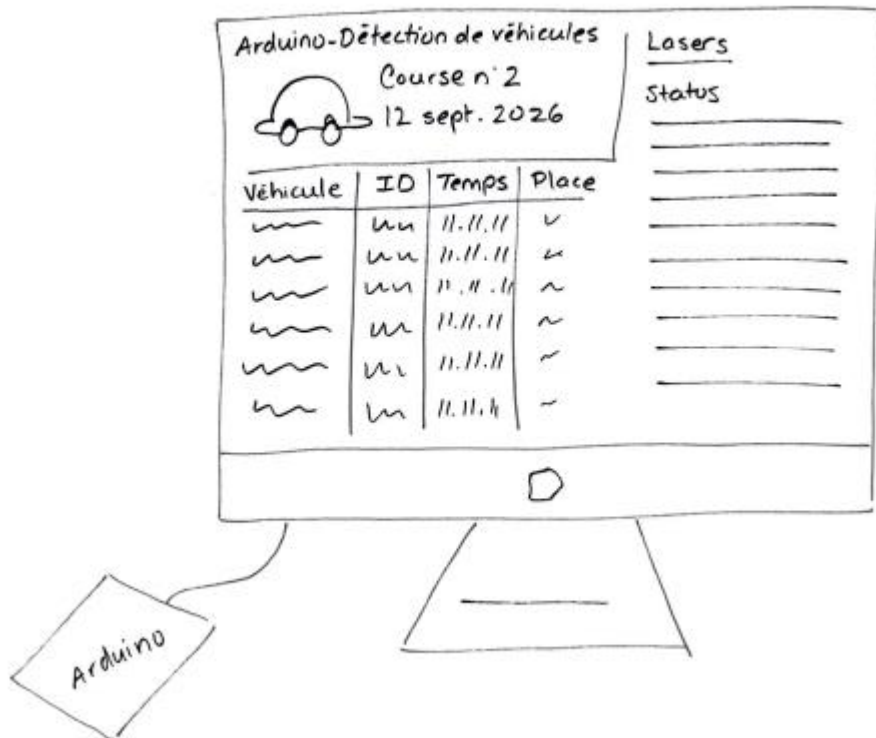 Arduino-Détection de véhicules
Course n°2
12 sept. 2026
Lasers
Status
Véhicule ID Temps Place
Arduino